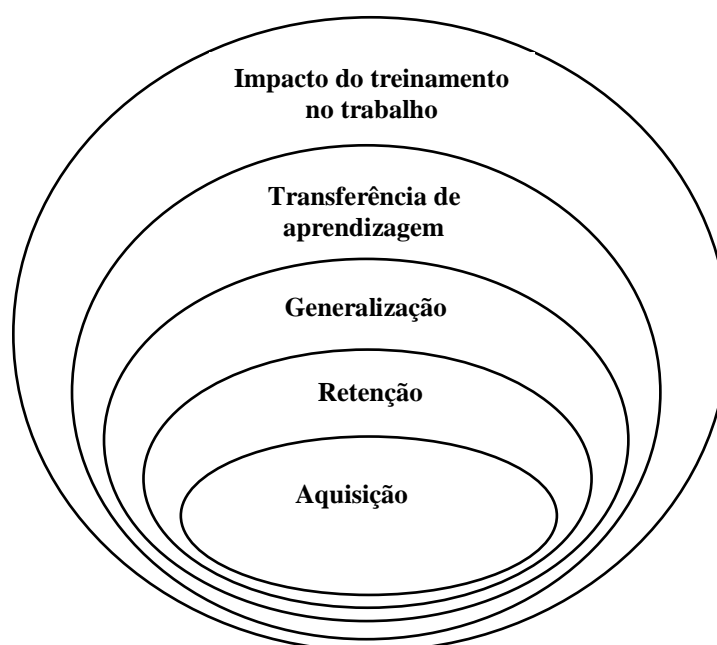 Impacto do treinamento
no trabalho
Transferência de
aprendizagem
Generalização
Retenção
Aquisição